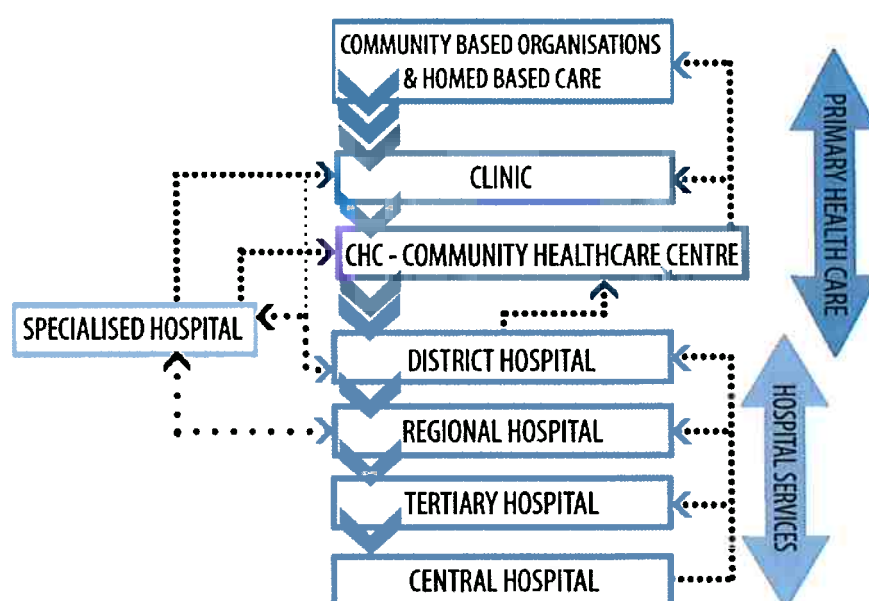 COMMUNITY BASED ORGANISATIONS
& HOMED BASED CARE
CLINIC
CHC - COMMUNITY HEALTHCARE CENTRE
SPECIALISED HOSPITAL
DISTRICT HOSPITAL
REGIONAL HOSPITAL
TERTIARY HOSPITAL
CENTRAL HOSPITAL
PRIMARY HEALTH CARE
HOSPITAL SERVICES